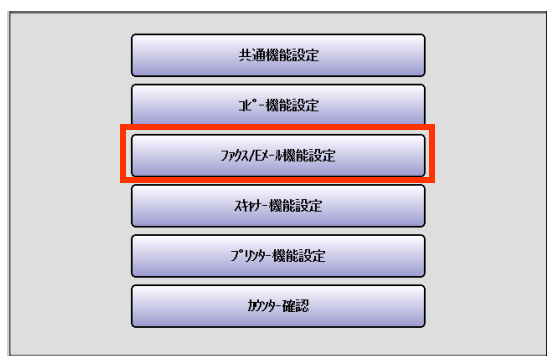 共通機能設定
ｺﾋﾟｰ機能設定
ﾌｧｸｽ/Eﾒｰﾙ機能設定
ｽｷｬﾅｰ機能設定
ﾌﾟﾘﾝﾀｰ機能設定
ｶｳﾝﾀｰ確認